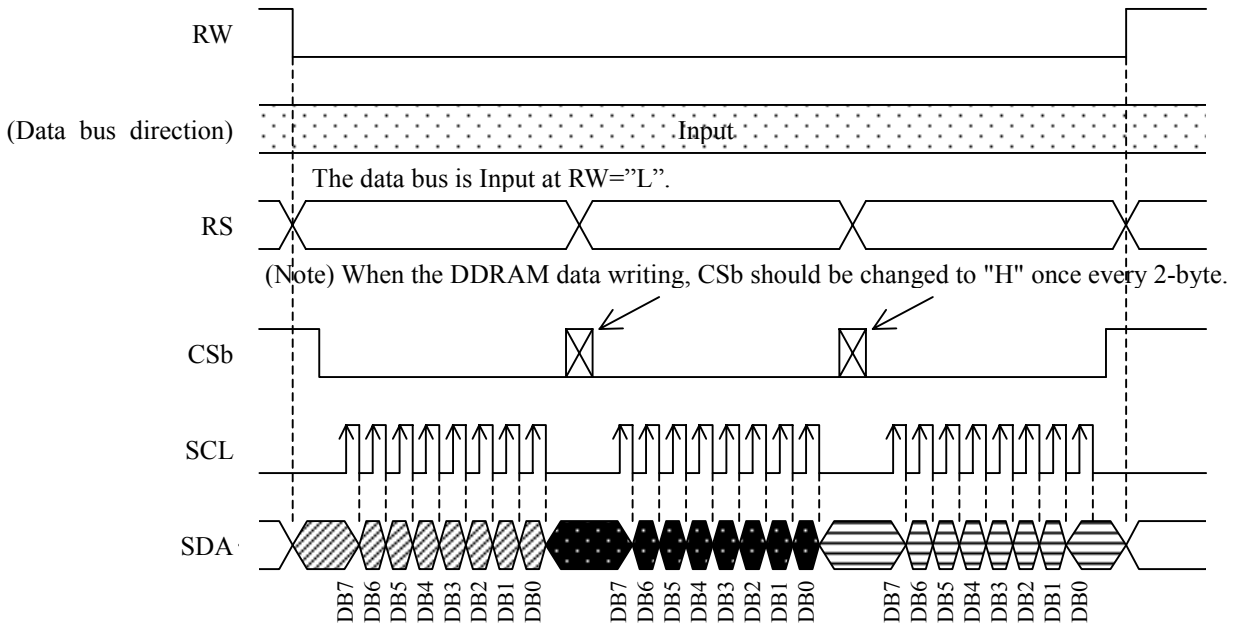 RW
(Data bus direction)
Input
The data bus is Input at RW=”L”.
RS
(Note) When the DDRAM data writing, CSb should be changed to "H" once every 2-byte.
CSb
SCL
SDA
DB7 DB6 DB5 DB4 DB3 DB2 DB1 DB0 DB7 DB6 DB5 DB4 DB3 DB2 DB1 DB0 DB7 DB6 DB5 DB4 DB3 DB2 DB1 DB0